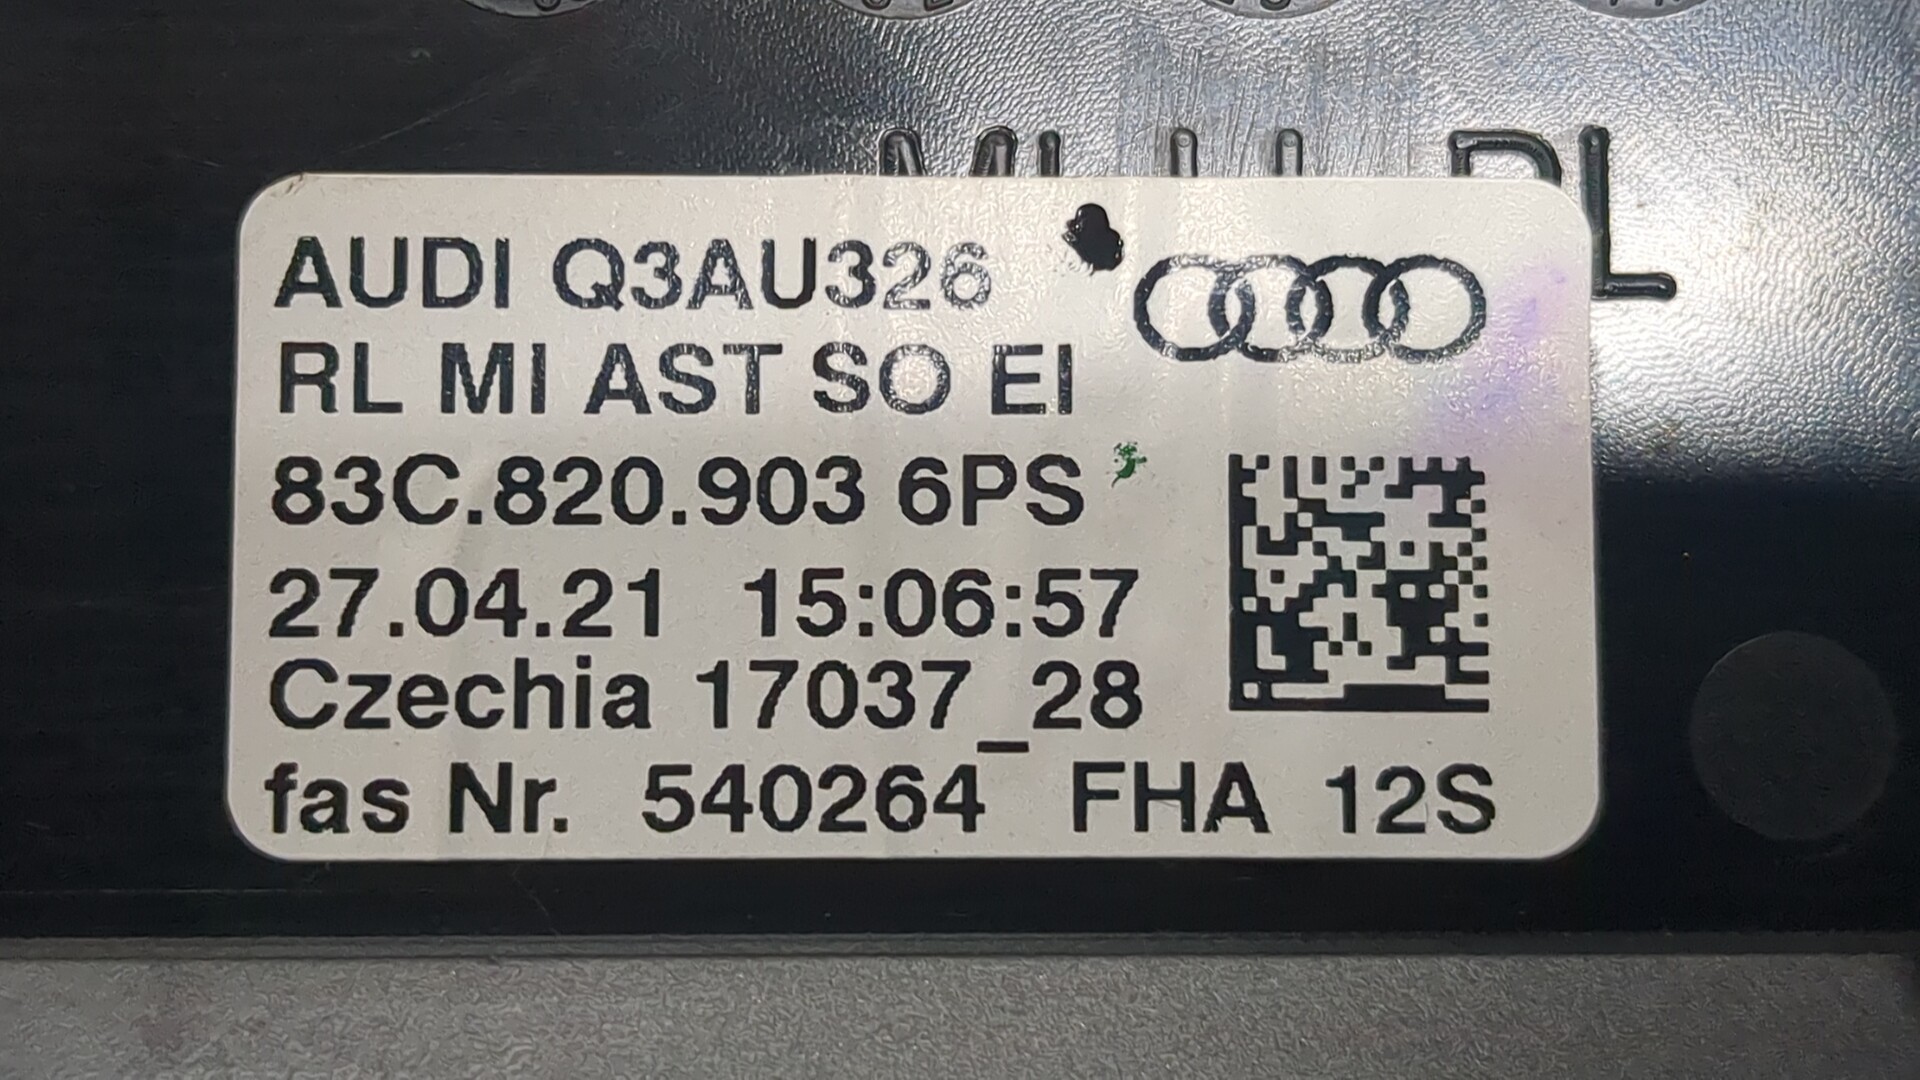 AUDI Q3AU326
RL MI AST SO EI
83C.820.903 6PS
27.04.21 15:06:57
Czechia 17037_28
fas Nr. 540264 FHA 12S